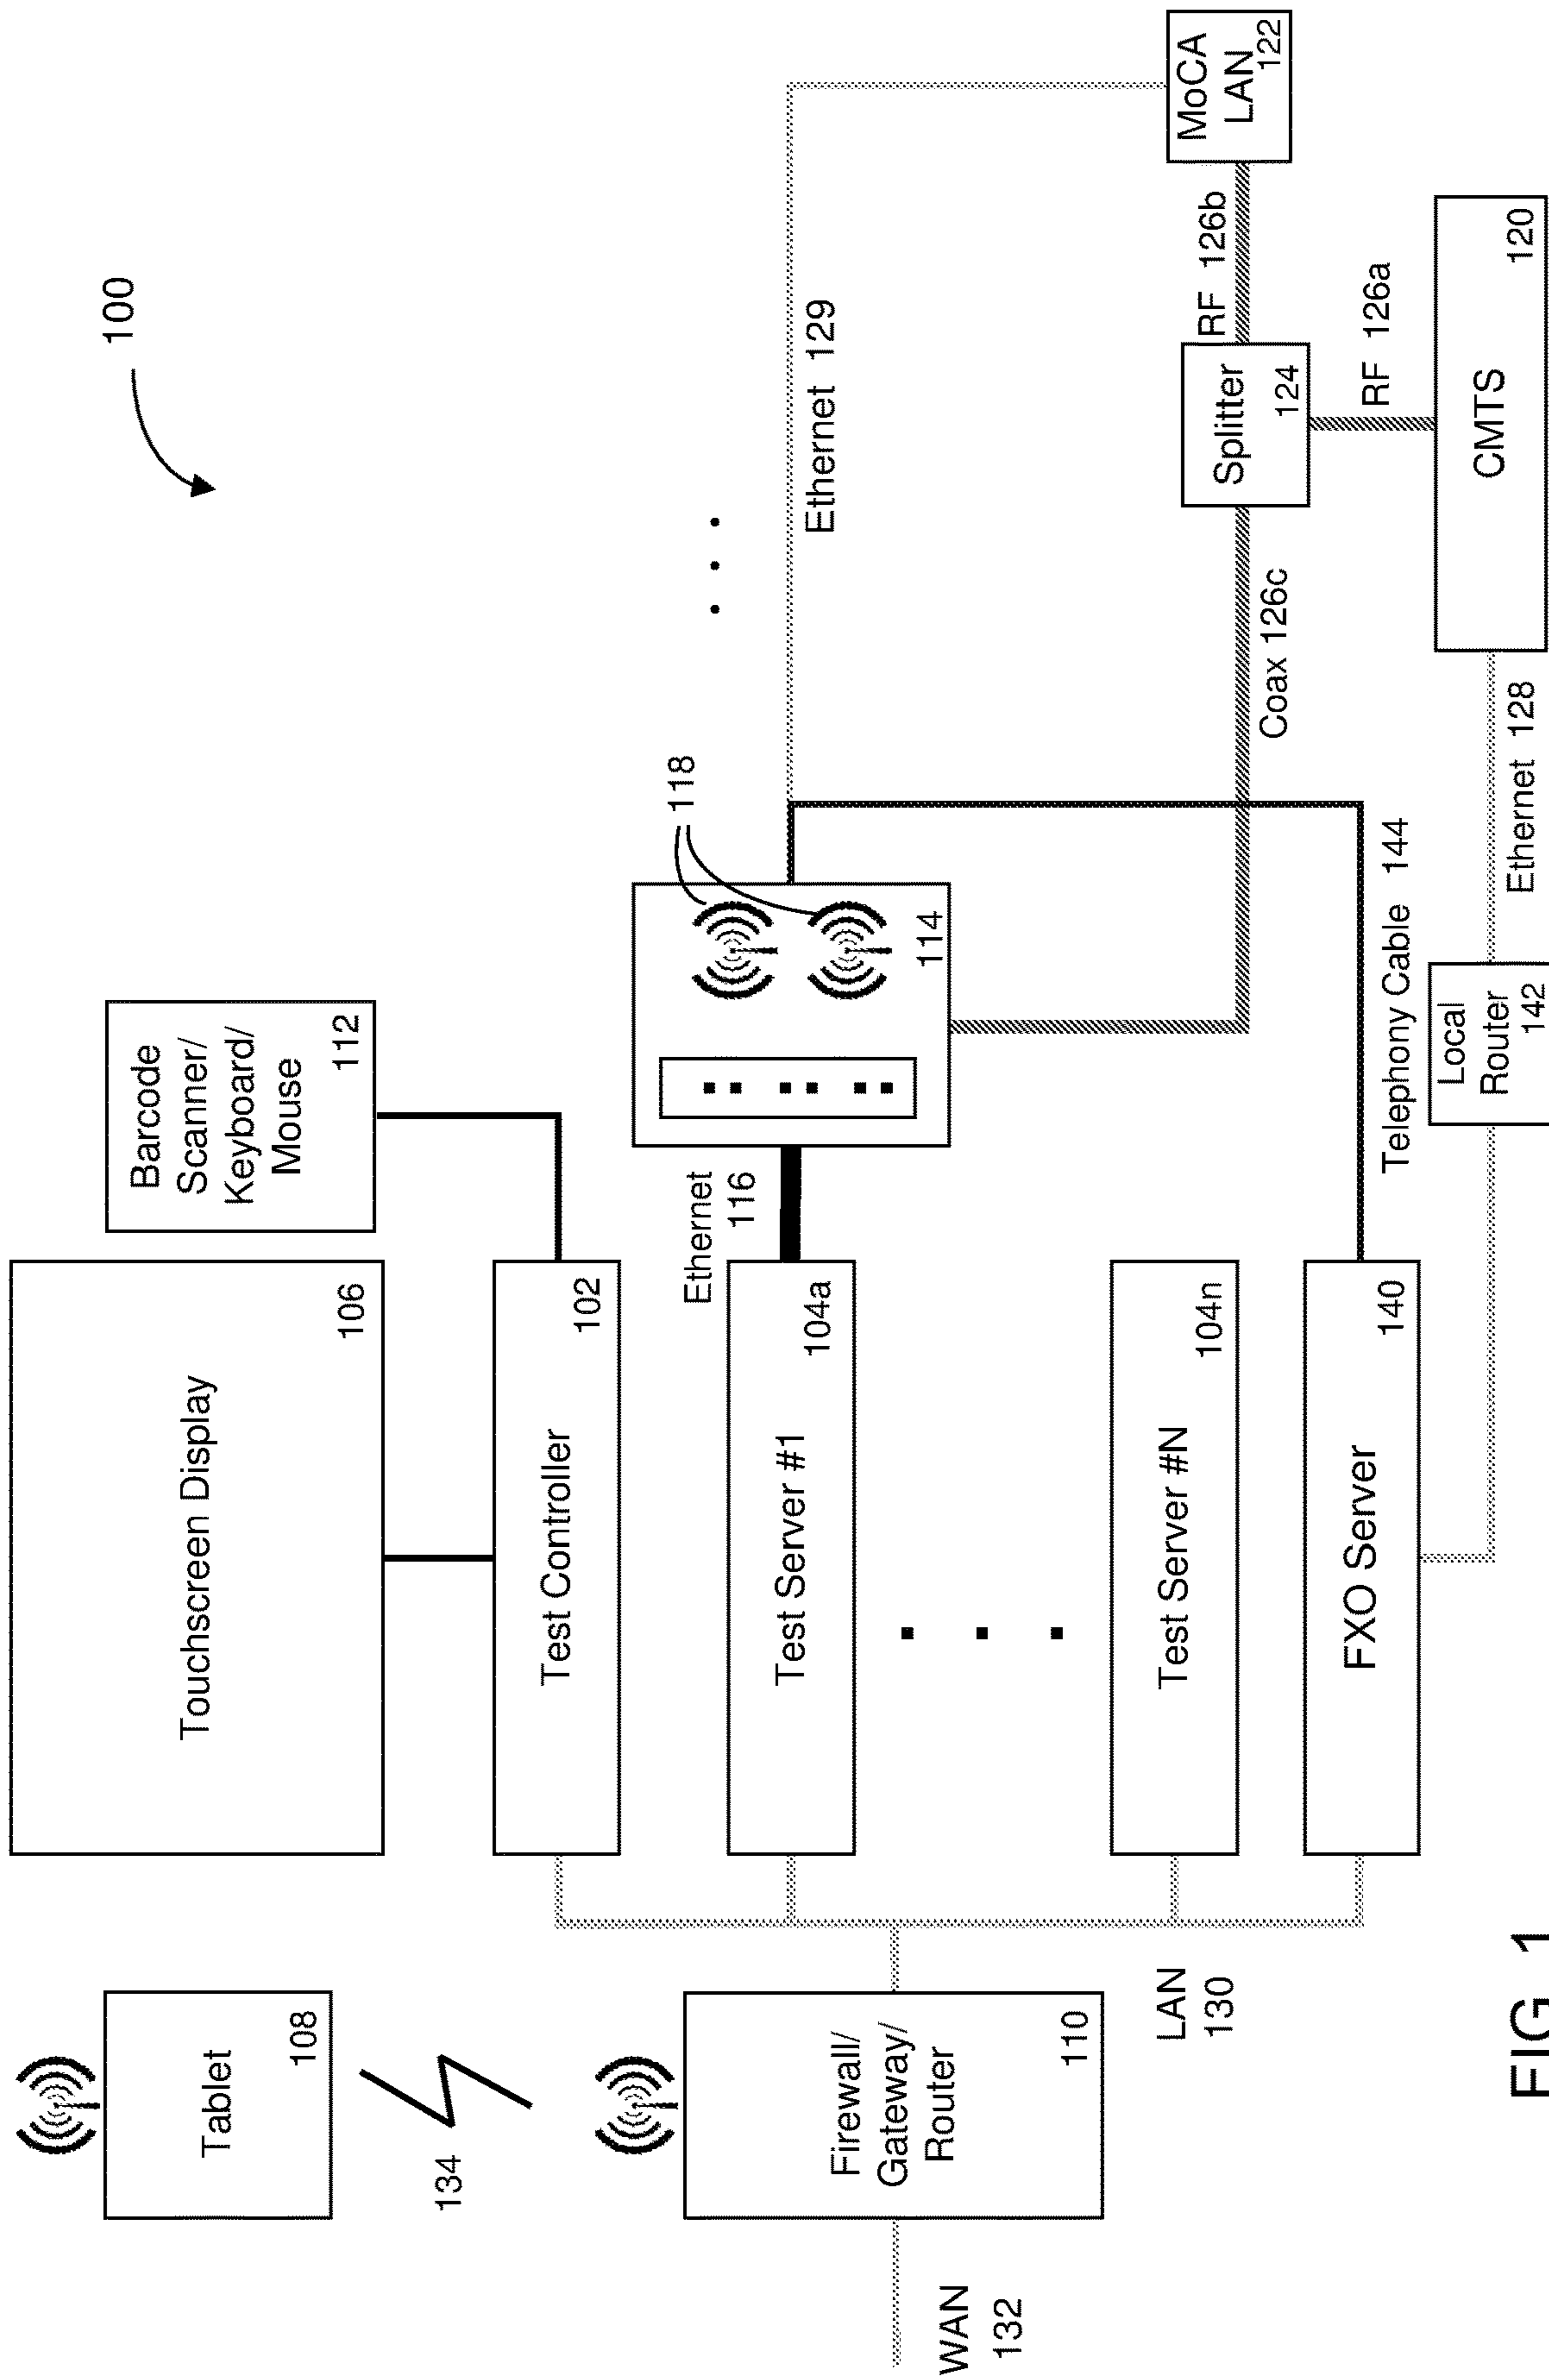 100
Tablet
108
134
Touchscreen Display
106
Barcode
Scanner/
Keyboard/
Mouse
112
Test Controller
102
Firewall/
Gateway/
Router
110
WAN
132
LAN
130
Test Server #1
104a
Ethernet
116
114
118
Ethernet 129
Test Server #N
104n
FXO Server
140
Telephony Cable 144
Coax 126c
Splitter
124
RF 126b
MoCA
LAN
122
RF 126a
Local
Router
142
Ethernet 128
CMTS
120
FIG. 1